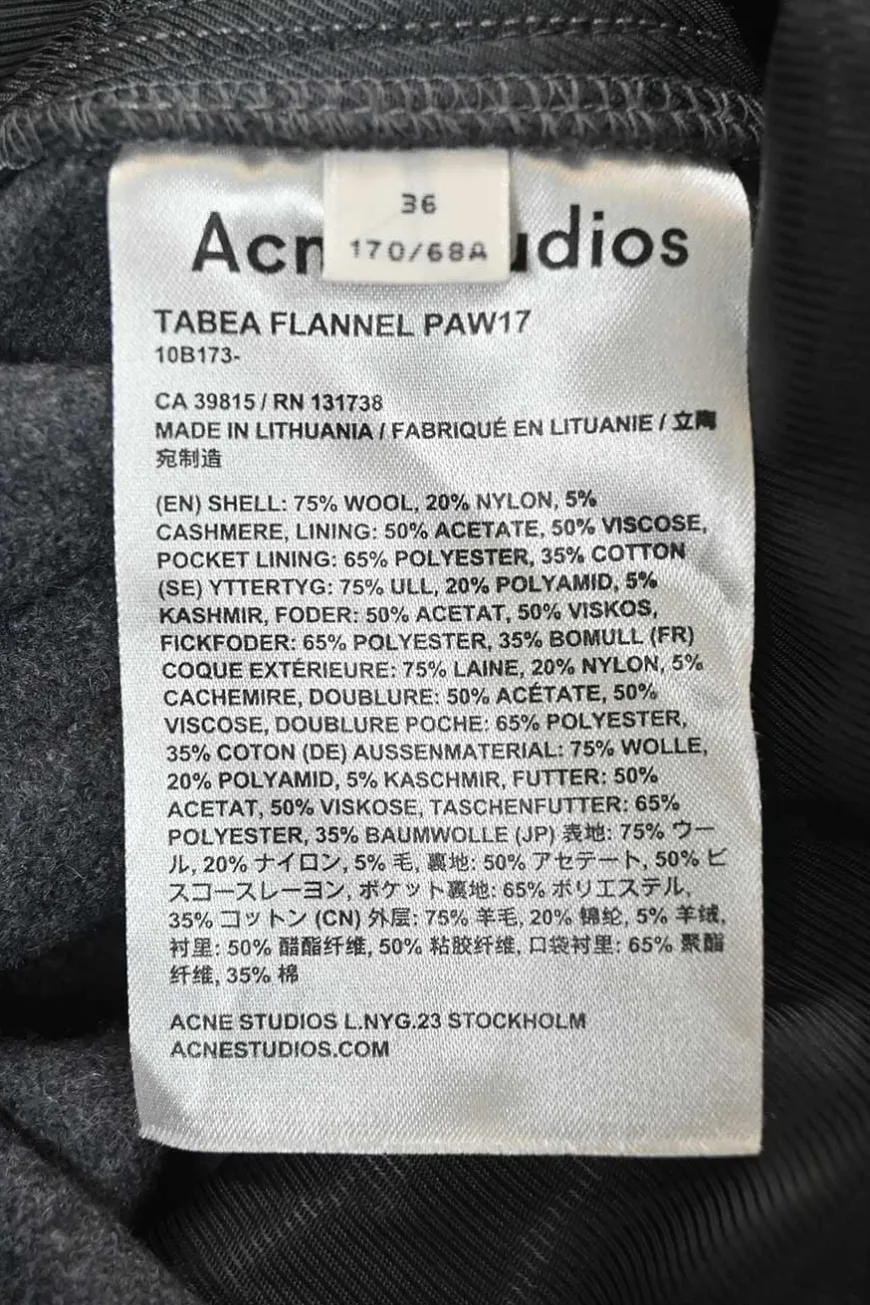 36
170/68A
Acn udios
TABEA FLANNEL PAW17
10B173-
CA 39815 / RN 131738
MADE IN LITHUANIA / FABRIQUÉ EN LITUANIE / 立陶
宛制造
(EN) SHELL: 75% WOOL, 20% NYLON, 5%
CASHMERE, LINING: 50% ACETATE, 50% VISCOSE,
POCKET LINING: 65% POLYESTER, 35% COTTON
(SE) YTTERTYG: 75% ULL, 20% POLYAMID, 5%
KASHMIR, FODER: 50% ACETAT, 50% VISKOS,
FICKFODER: 65% POLYESTER, 35% BOMULL (FR)
COQUE EXTÉRIEURE: 75% LAINE, 20% NYLON, 5%
CACHEMIRE, DOUBLURE: 50% ACÉTATE, 50%
VISCOSE, DOUBLURE POCHE: 65% POLYESTER,
35% COTON (DE) AUSSENMATERIAL: 75% WOLLE,
20% POLYAMID, 5% KASCHMIR, FUTTER: 50%
ACETAT, 50% VISKOSE, TASCHENFUTTER: 65%
POLYESTER, 35% BAUMWOLLE (JP) 表地: 75% ウー
ル, 20% ナイロン, 5% 毛, 裏地: 50% アセテート, 50% ビ
スコースレーヨン, ポケット裏地: 65% ポリエステル,
35% コットン (CN) 外层: 75% 羊毛, 20% 锦纶, 5% 羊绒,
衬里: 50% 醋酯纤维, 50% 粘胶纤维, 口袋衬里: 65% 聚酯
纤维, 35% 棉
ACNE STUDIOS L.NYG.23 STOCKHOLM
ACNESTUDIOS.COM